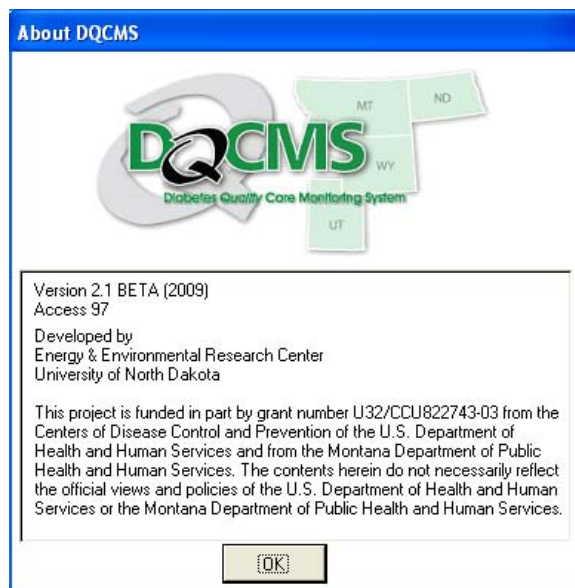 About DQCMS
MT
ND
DQCMS
WY
Diabetes Quality Care Monitoring System
UT
Version 2.1 BETA (2009)
Access 97
Developed by
Energy & Environmental Research Center
University of North Dakota
This project is funded in part by grant number U32/CCU822743-03 from the
Centers of Disease Control and Prevention of the U.S. Department of
Health and Human Services and from the Montana Department of Public
Health and Human Services. The contents herein do not necessarily reflect
the official views and policies of the U.S. Department of Health and Human
Services or the Montana Department of Public Health and Human Services.
OK